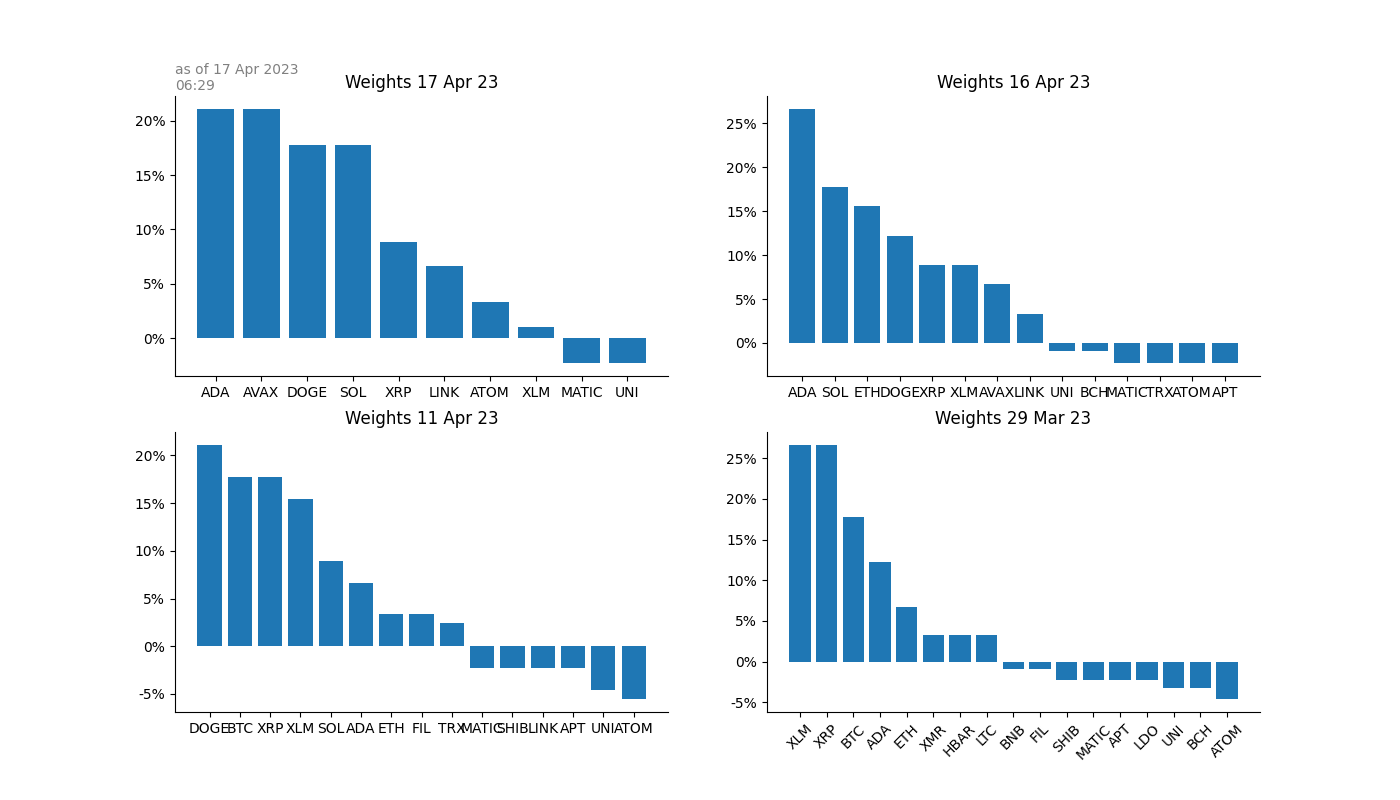 as of 17 Apr 2023
06:29
Weights 17 Apr 23
20%
15%
10%
5%
0%
ADA AVAX DOGE SOL XRP LINK ATOM XLM MATIC UNI
Weights 16 Apr 23
25%
20%
15%
10%
5%
0%
ADA SOL ETH DOGE XRP XLM AVAX LINK UNI BCH MATIC TRX ATOM APT
Weights 11 Apr 23
20%
15%
10%
5%
0%
-5%
DOGE BTC XRP XLM SOL ADA ETH FIL TRX MATIC SHIB LINK APT UNI ATOM
Weights 29 Mar 23
25%
20%
15%
10%
5%
0%
-5%
XLM XRP BTC ADA ETH XMR HBAR LTC BNB FIL SHIB MATIC APT LDO UNI BCH ATOM